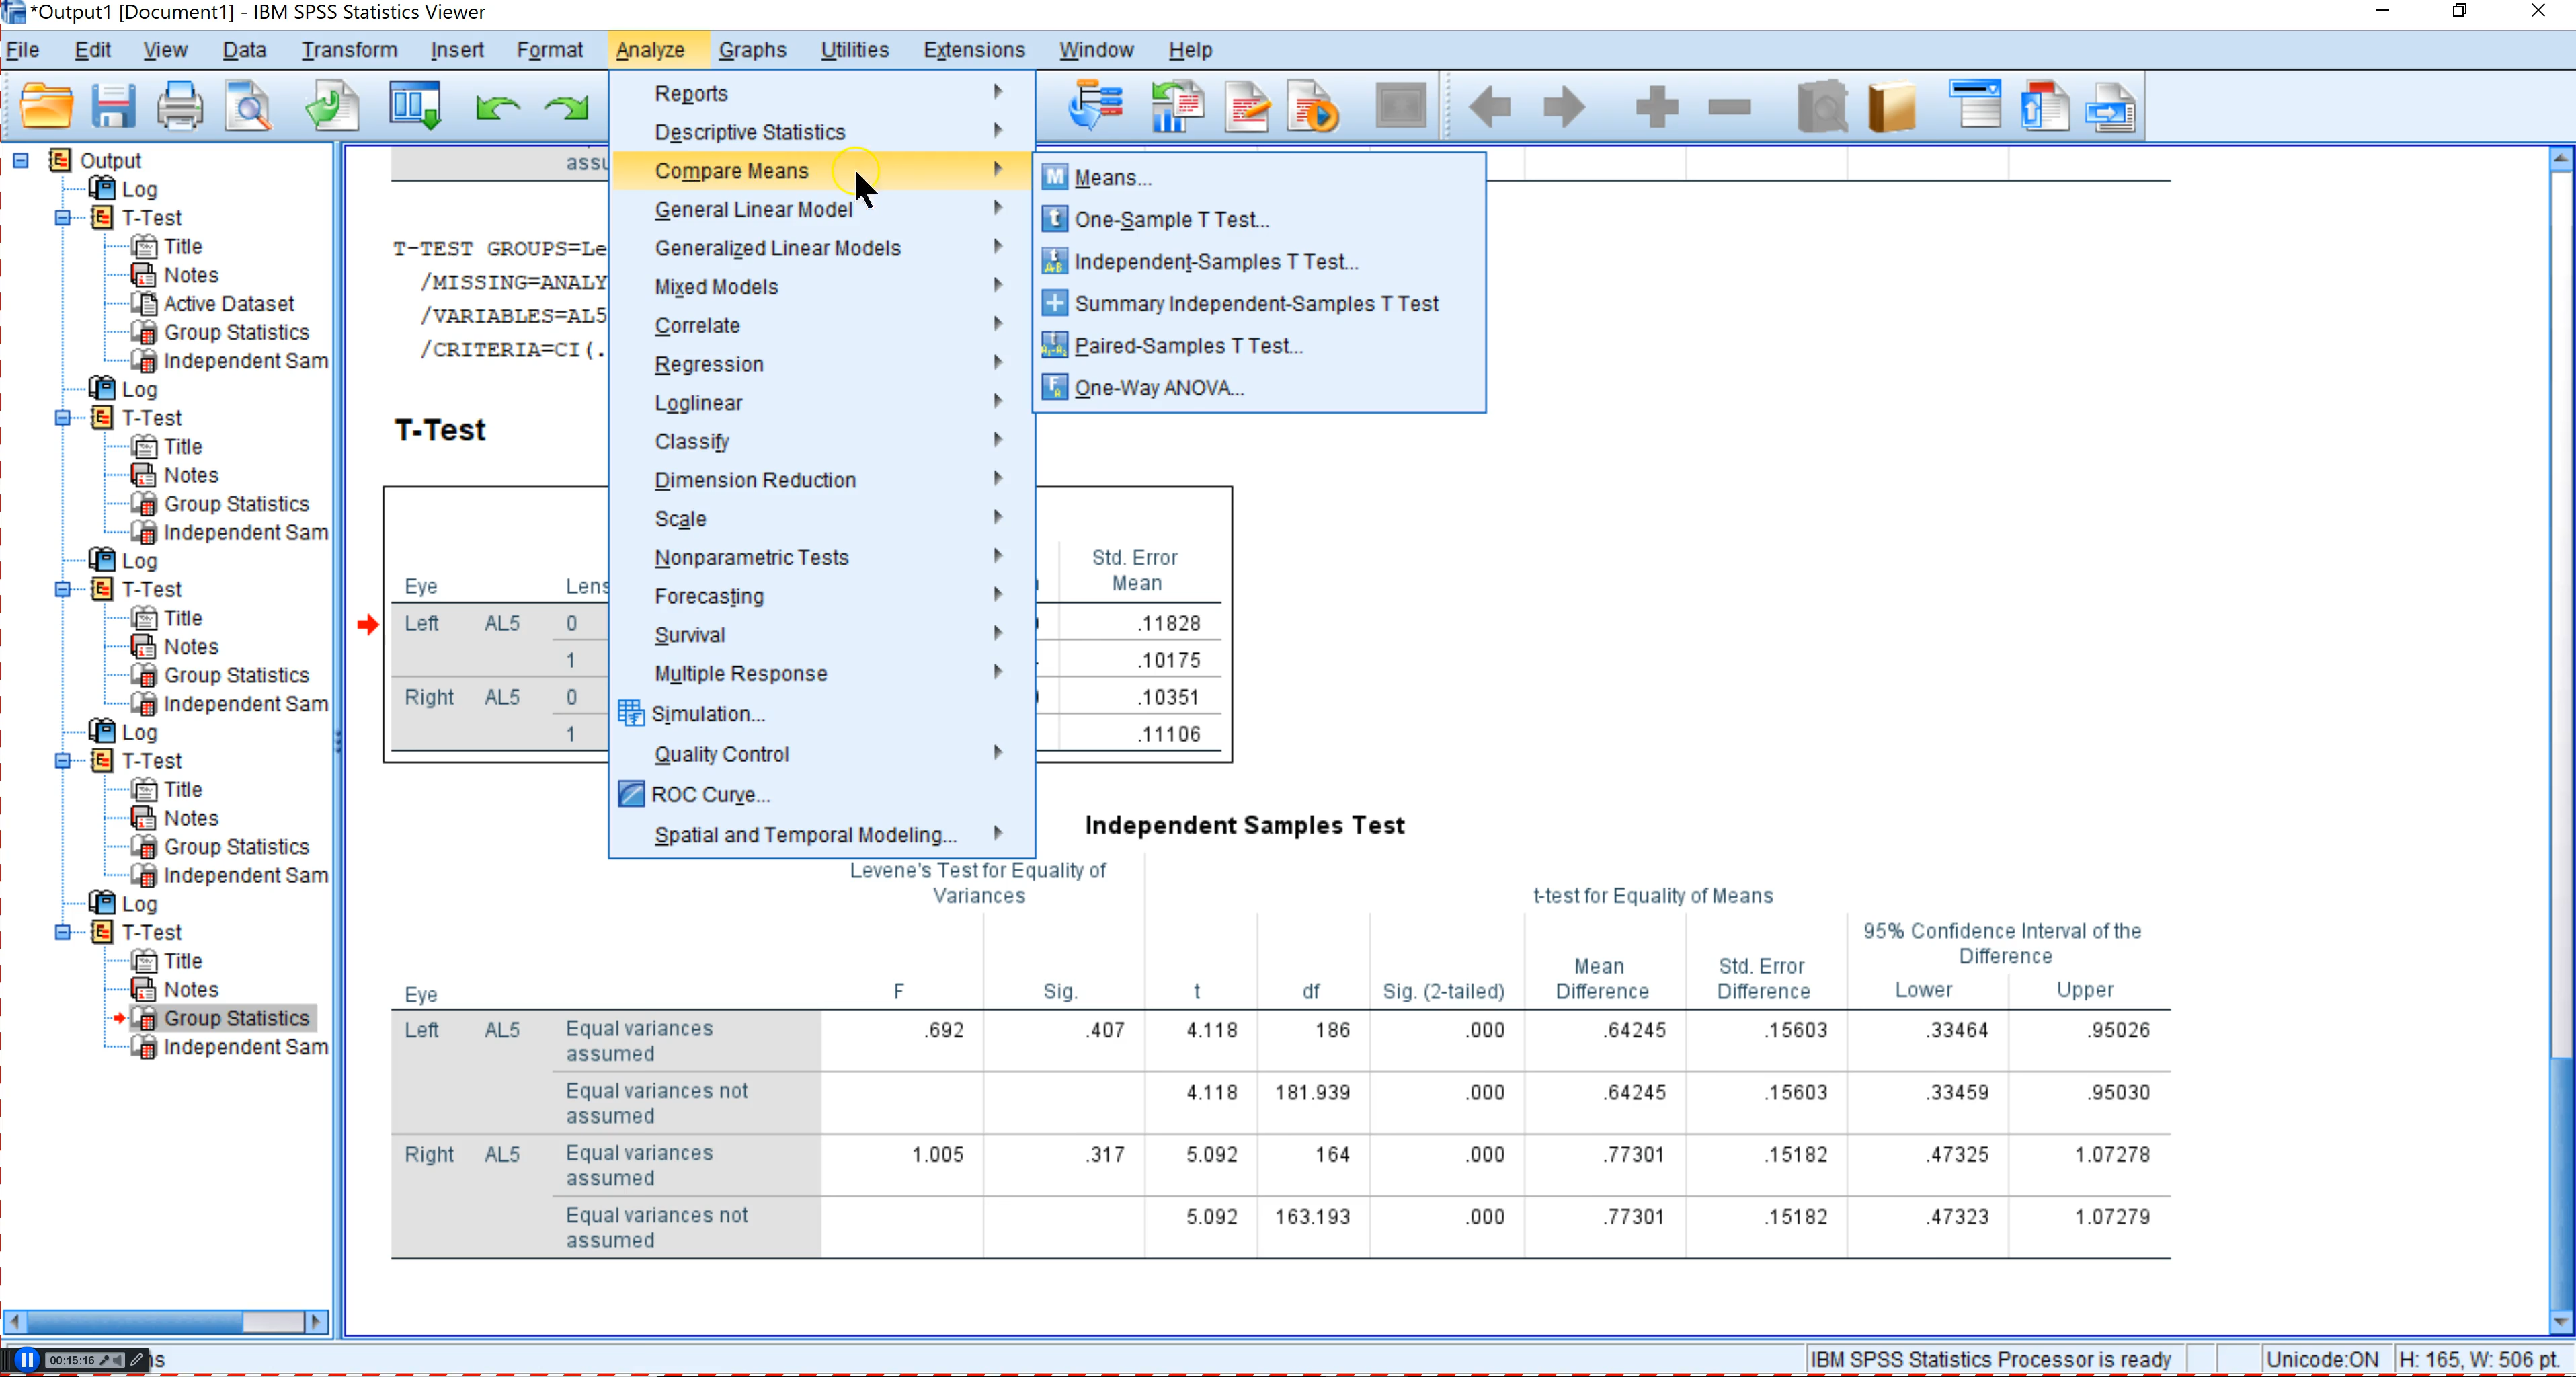 *Output1 [Document1] - IBM SPSS Statistics Viewer
File Edit View Data Transform Insert Format Analyze Graphs Utilities Extensions Window Help
Output
Log
T-Test
Title
Notes
Active Dataset
Group Statistics
Independent Sam
Log
T-Test
Title
Notes
Group Statistics
Independent Sam
Log
T-Test
Title
Notes
Group Statistics
Independent Sam
Log
T-Test
Title
Notes
Group Statistics
Independent Sam
Log
T-Test
Title
Notes
Group Statistics
Independent Sam
Reports
Descriptive Statistics
Compare Means
General Linear Model
Generalized Linear Models
Mixed Models
Correlate
Regression
Loglinear
Classify
Dimension Reduction
Scale
Nonparametric Tests
Forecasting
Survival
Multiple Response
Simulation...
Quality Control
ROC Curve...
Spatial and Temporal Modeling...
Means...
One-Sample T Test...
Independent-Samples T Test...
Summary Independent-Samples T Test
Paired-Samples T Test...
One-Way ANOVA...
assu
T-TEST GROUPS=Le
/MISSING=ANALY
/VARIABLES=AL5
/CRITERIA=CI(.
T-Test
Std. Error
Mean
Eye Lens
Left AL5 0 .11828
1 .10175
Right AL5 0 .10351
1 .11106
Independent Samples Test
Levene's Test for Equality of
Variances
t-test for Equality of Means
95% Confidence Interval of the
Difference
Mean
Difference
Std. Error
Difference
Eye F Sig. t df Sig. (2-tailed) Lower Upper
Left AL5 Equal variances
assumed .692 .407 4.118 186 .000 .64245 .15603 .33464 .95026
Equal variances not
assumed 4.118 181.939 .000 .64245 .15603 .33459 .95030
Right AL5 Equal variances
assumed 1.005 .317 5.092 164 .000 .77301 .15182 .47325 1.07278
Equal variances not
assumed 5.092 163.193 .000 .77301 .15182 .47323 1.07279
00:15:16
IBM SPSS Statistics Processor is ready Unicode:ON H: 165, W: 506 pt.